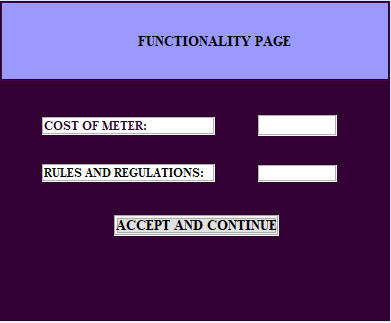 FUNCTIONALITY PAGE
COST OF METER:
RULES AND REGULATIONS:
ACCEPT AND CONTINUE